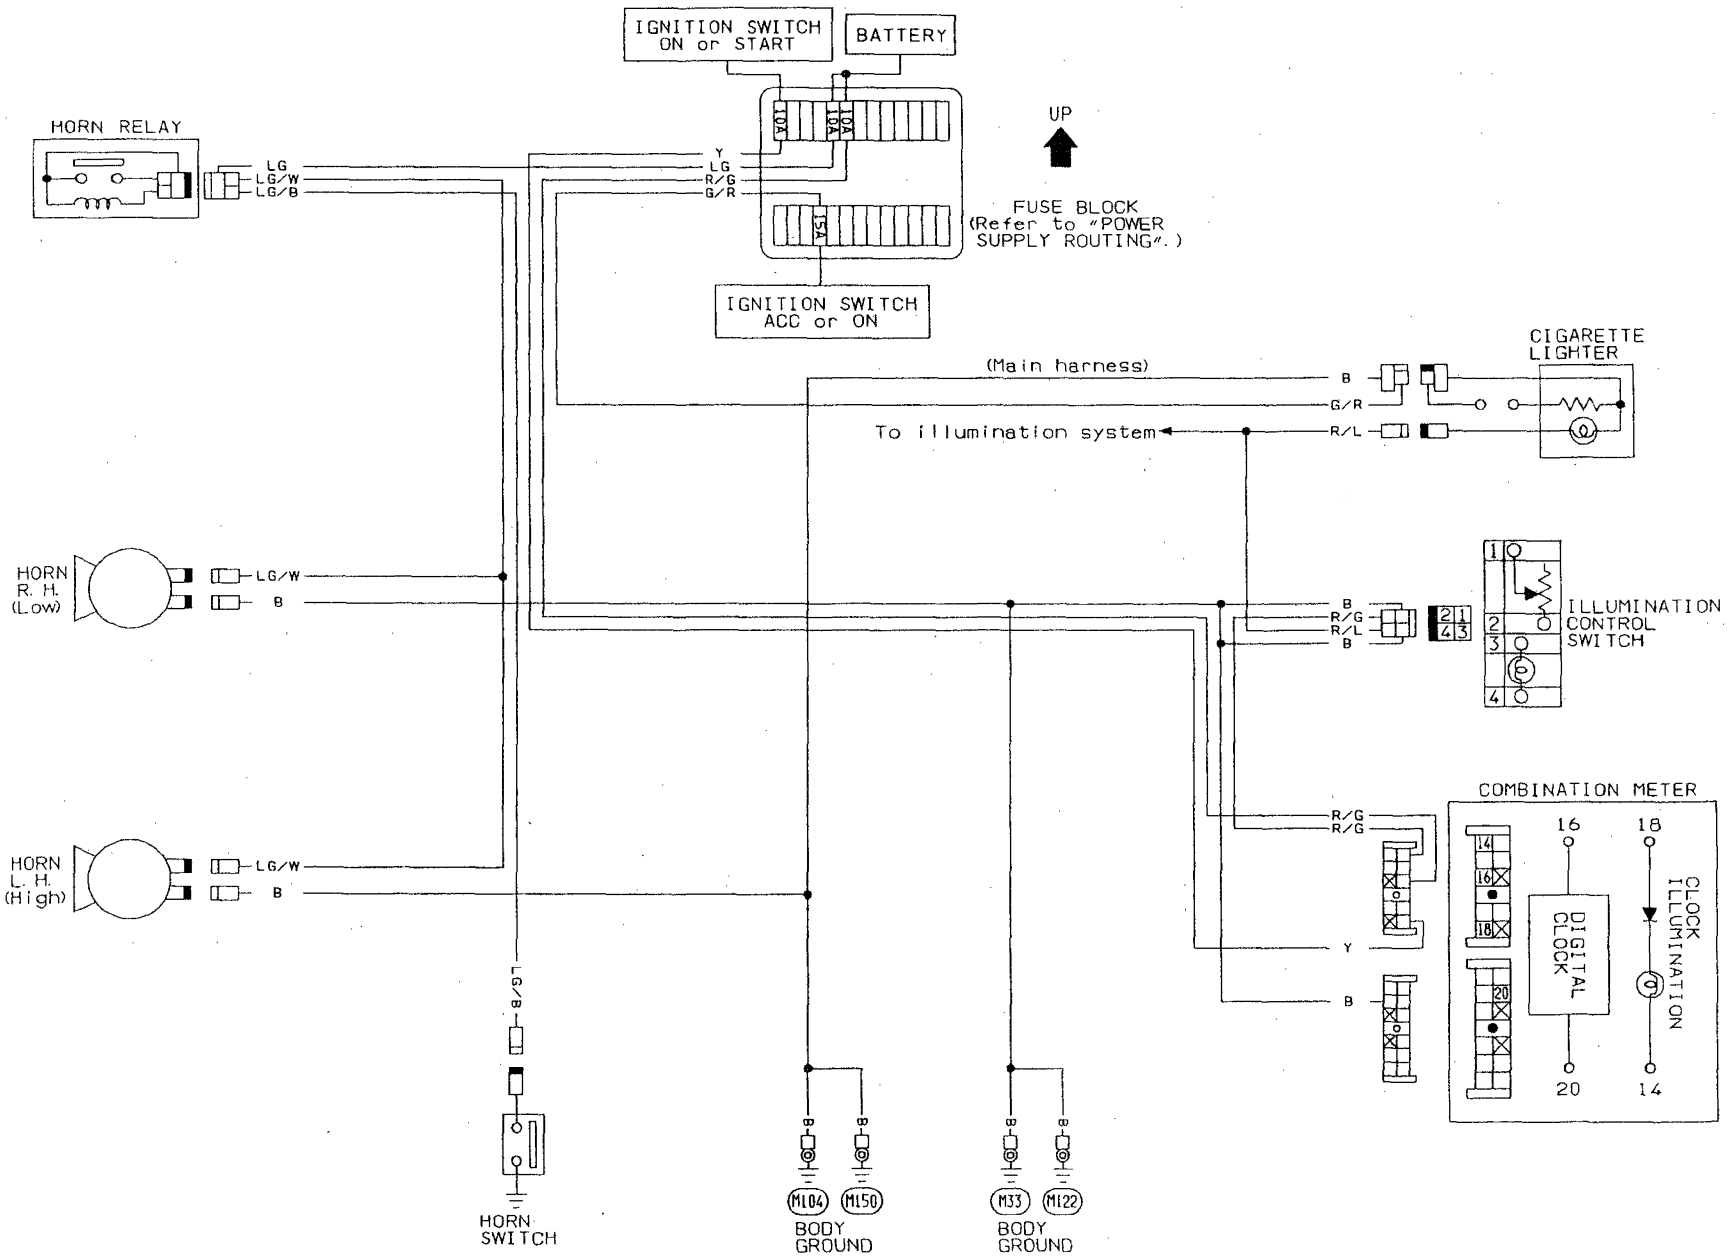 IGNITION SWITCH
ON or START
BATTERY
HORN RELAY
10A
10A
10A
UP
LG
LG/W
LG/B
Y
LG
R/G
G/R
15A
FUSE BLOCK
(Refer to "POWER
SUPPLY ROUTING".)
IGNITION SWITCH
ACC or ON
CIGARETTE
LIGHTER
(Main harness)
B
G/R
To illumination system
R/L
HORN
R. H.
(Low)
LG/W
B
B
R/G
R/L
B
2 1
4 3
1
2
3
4
ILLUMINATION
CONTROL
SWITCH
COMBINATION METER
R/G
R/G
14
16
18
16
18
DIGITAL
CLOCK
CLOCK
ILLUMINATION
20
14
HORN
L. H.
(High)
LG/W
B
Y
B
20
LG/B
HORN
SWITCH
B
B
B
B
M104
M150
M33
M122
BODY
GROUND
BODY
GROUND